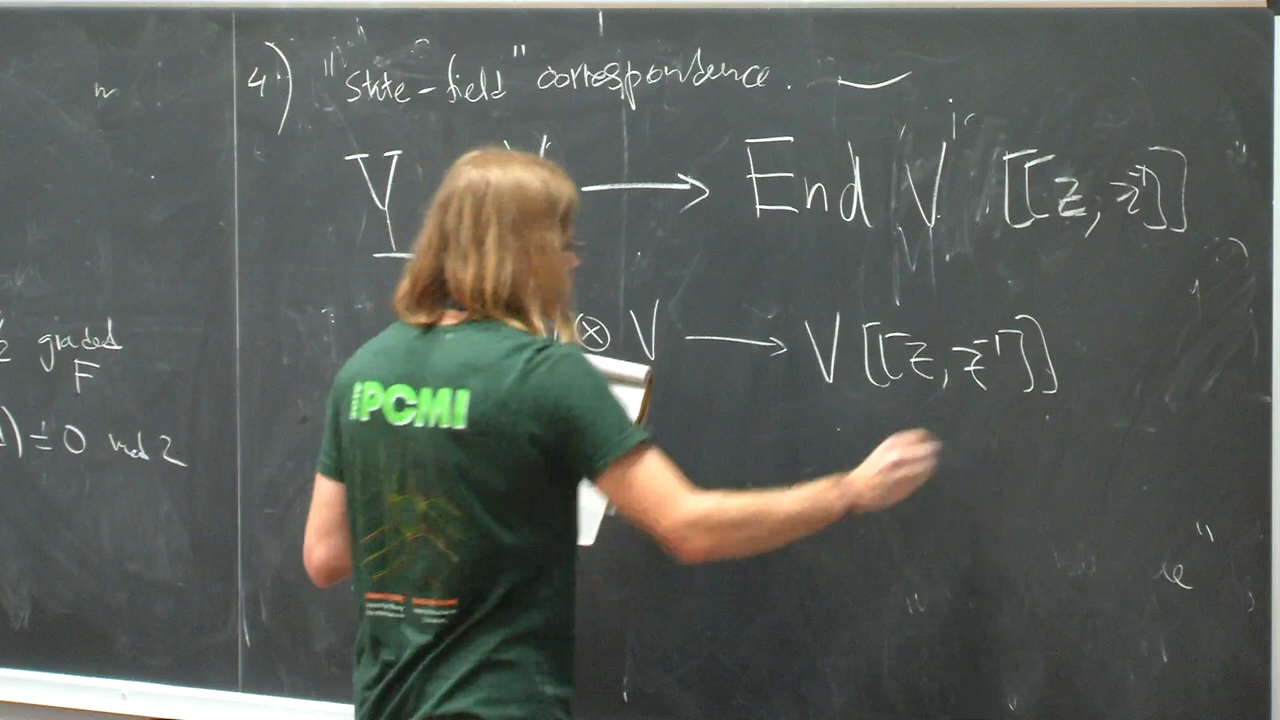 4) "state-field" correspondence.
Y V → End V [[z, z⁻¹]]
⊗ V → V [[z, z⁻¹]]
graded
F
= 0 mod 2
PCMI